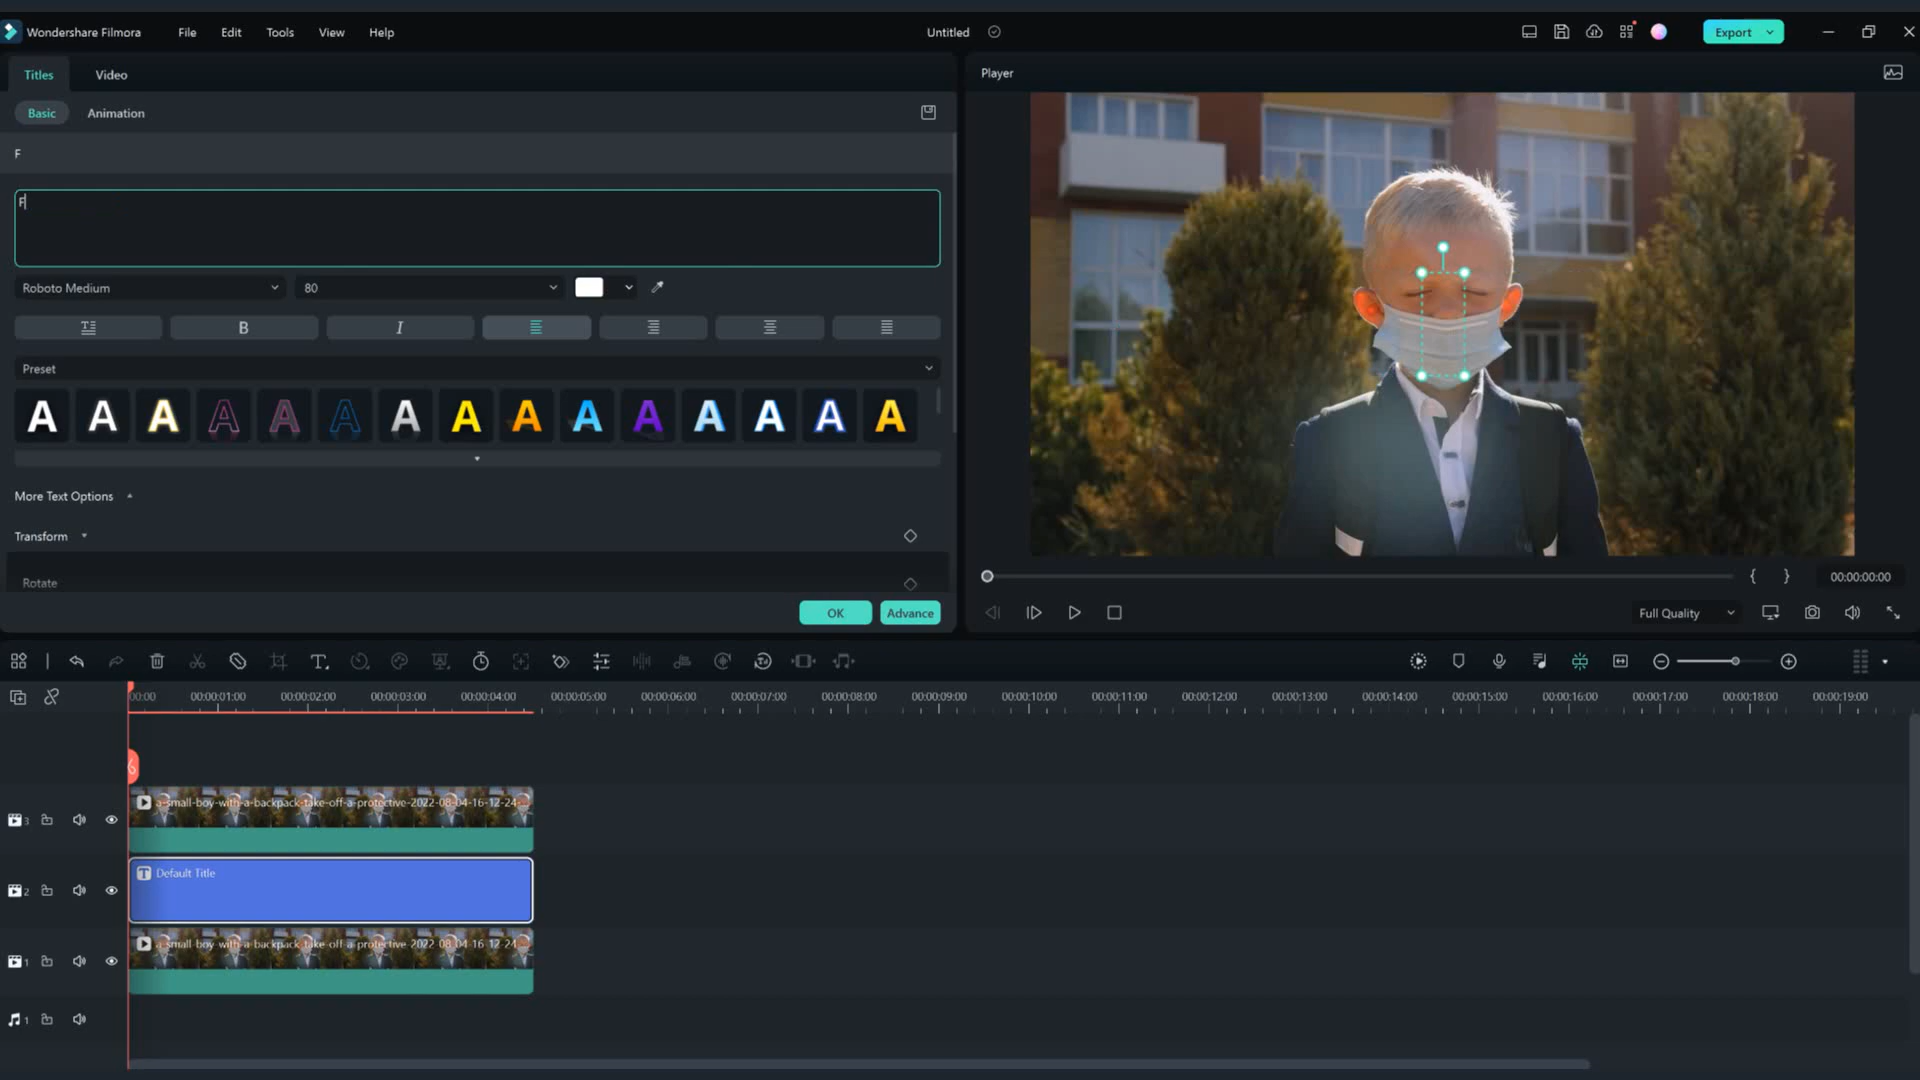 Wondershare Filmora File Edit Tools View Help Untitled Export
Titles Video
Player
Basic Animation
F
F
Roboto Medium 80
B I
Preset
A A A A A A A A A A A A A A A
More Text Options
Transform
Rotate
00:00:00:00
OK Advance
Full Quality
00:00 00:00:01:00 00:00:02:00 00:00:03:00 00:00:04:00 00:00:05:00 00:00:06:00 00:00:07:00 00:00:08:00 00:00:09:00 00:00:10:00 00:00:11:00 00:00:12:00 00:00:13:00 00:00:14:00 00:00:15:00 00:00:16:00 00:00:17:00 00:00:18:00 00:00:19:00
a-small-boy-with-a-backpack-take-off-a-protective-2022-08-04-16-12-24-...
3
T Default Title
2
a-small-boy-with-a-backpack-take-off-a-protective-2022-08-04-16-12-24-...
1
1